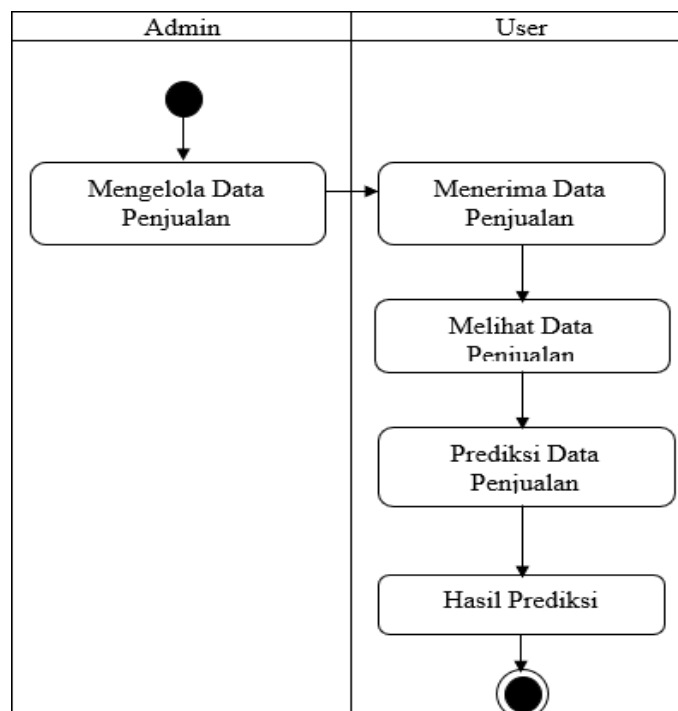 Admin
User
Mengelola Data
Penjualan
Menerima Data
Penjualan
Melihat Data
Penjualan
Prediksi Data
Penjualan
Hasil Prediksi